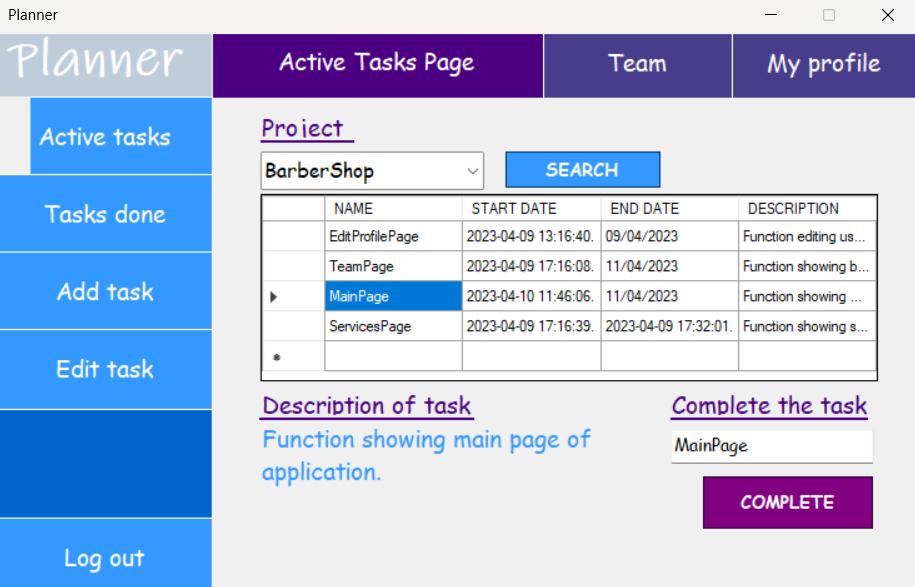 Planner
Planner
Active Tasks Page
Team
My profile
Active tasks
Tasks done
Add task
Edit task
Log out
Project
BarberShop
SEARCH
NAME START DATE END DATE DESCRIPTION
EditProfilePage 2023-04-09 13:16:40. 09/04/2023 Function editing us...
TeamPage 2023-04-09 17:16:08. 11/04/2023 Function showing b...
MainPage 2023-04-10 11:46:06. 11/04/2023 Function showing ...
ServicesPage 2023-04-09 17:16:39. 2023-04-09 17:32:01. Function showing s...
Description of task
Function showing main page of
application.
Complete the task
MainPage
COMPLETE